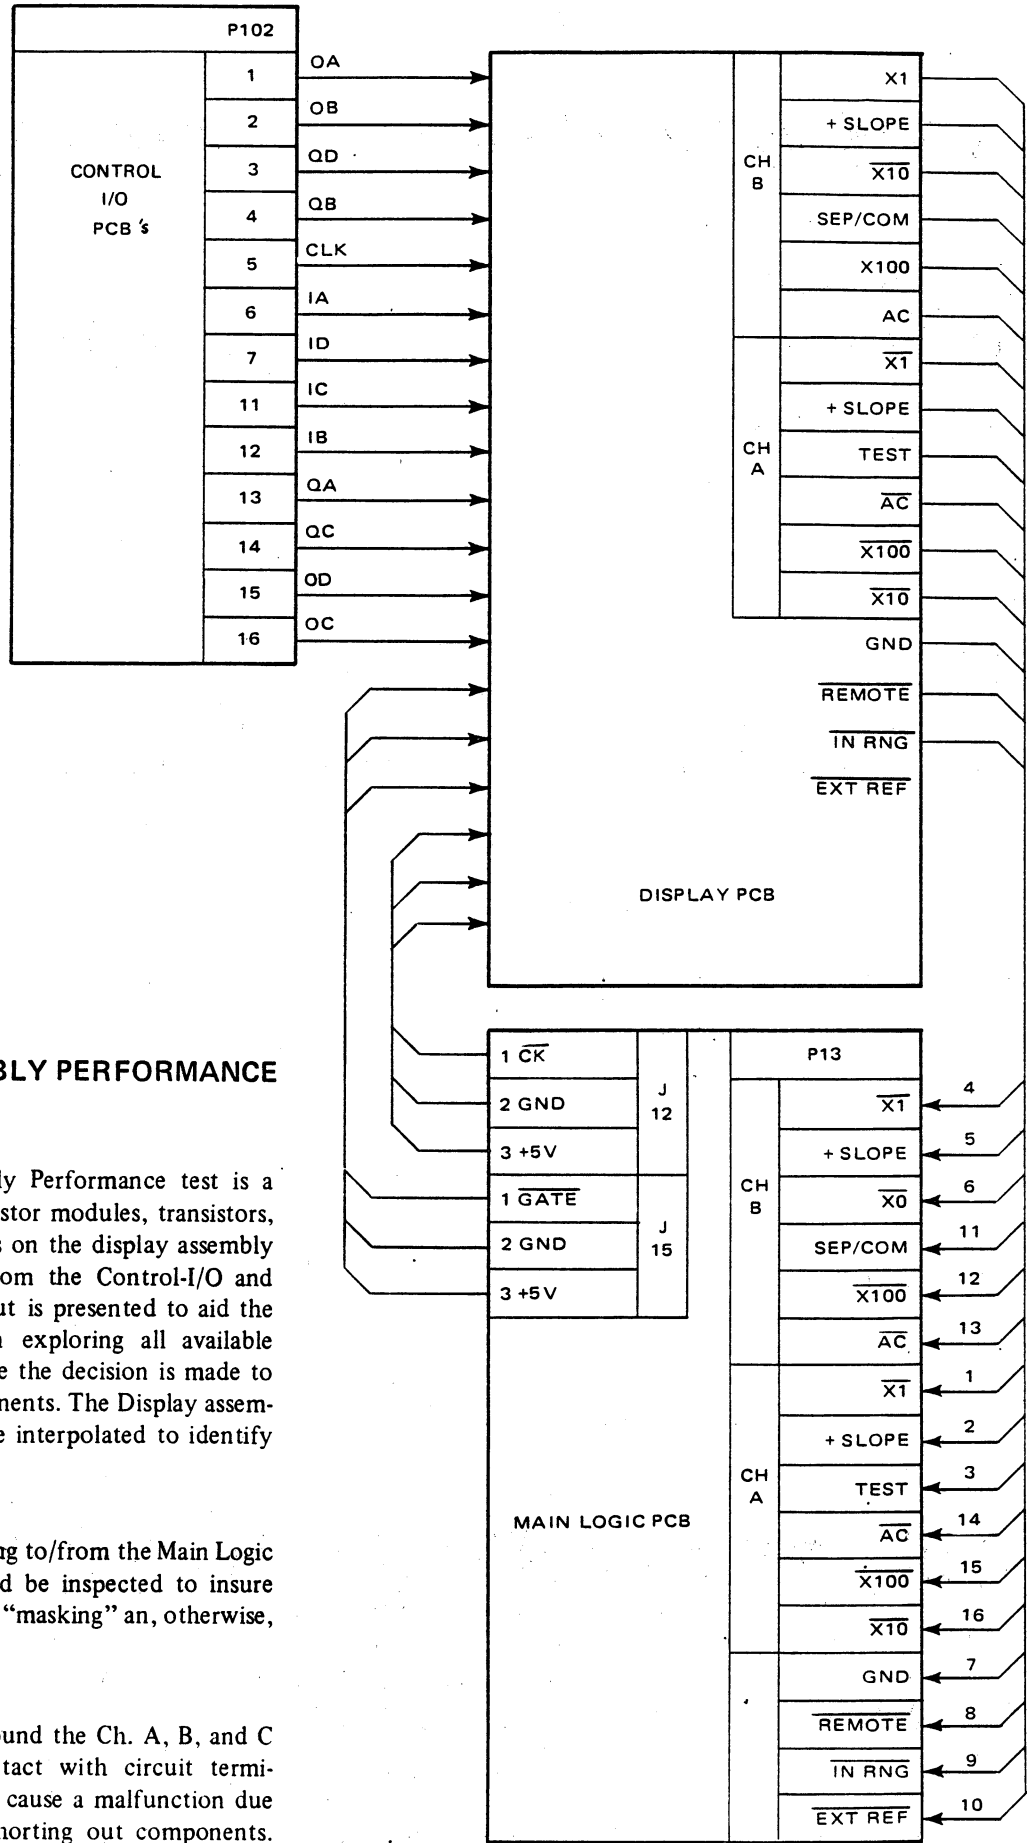 P102
CONTROL
I/O
PCB's
1 OA
2 OB
3 QD
4 QB
5 CLK
6 IA
7 ID
11 IC
12 IB
13 QA
14 QC
15 OD
16 OC
CH
B
X1
+ SLOPE
X10
SEP/COM
X100
AC
CH
A
X1
+ SLOPE
TEST
AC
X100
X10
GND
REMOTE
IN RNG
EXT REF
DISPLAY PCB
1 CK
2 GND
3 +5V
J
12
1 GATE
2 GND
3 +5V
J
15
MAIN LOGIC PCB
P13
CH
B
X1 4
+ SLOPE 5
X0 6
SEP/COM 11
X100 12
AC 13
CH
A
X1 1
+ SLOPE 2
TEST 3
AC 14
X100 15
X10 16
GND 7
REMOTE 8
IN RNG 9
EXT REF 10
BLY PERFORMANCE
ly Performance test is a
stor modules, transistors,
s on the display assembly
om the Control-I/O and
ut is presented to aid the
n exploring all available
e the decision is made to
nents. The Display assem-
e interpolated to identify
ng to/from the Main Logic
d be inspected to insure
"masking" an, otherwise,
ound the Ch. A, B, and C
tact with circuit termi-
cause a malfunction due
horting out components.